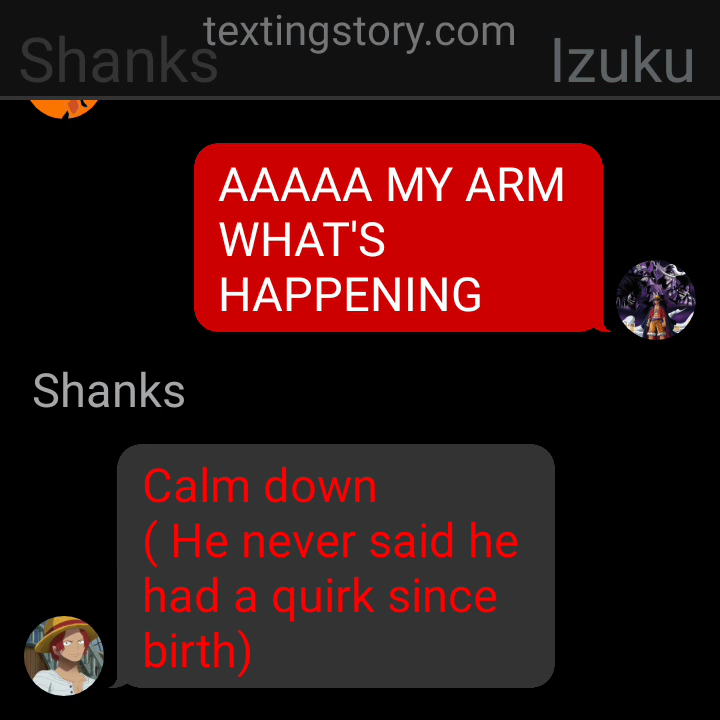 textingstory.com
Shanks Izuku
AAAAA MY ARM
WHAT'S
HAPPENING
Shanks
Calm down
( He never said he
had a quirk since
birth)